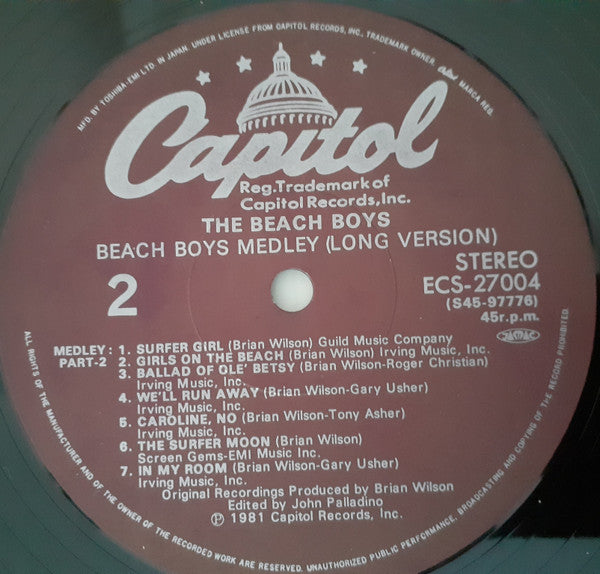 MFD. BY TOSHIBA-EMI LTD. IN JAPAN. UNDER LICENSE FROM CAPITOL RECORDS, INC., TRADEMARK OWNER. Capitol MARCA REG.
Capitol
Reg.Trademark of
Capitol Records,Inc.
THE BEACH BOYS
BEACH BOYS MEDLEY (LONG VERSION)
2
STEREO
ECS-27004
(S45-97776)
45r.p.m.
JASRAC
MEDLEY: 1. SURFER GIRL (Brian Wilson) Guild Music Company
PART-2 2. GIRLS ON THE BEACH (Brian Wilson) Irving Music, Inc.
3. BALLAD OF OLE' BETSY (Brian Wilson-Roger Christian)
Irving Music, Inc.
4. WE'LL RUN AWAY (Brian Wilson-Gary Usher)
Irving Music, Inc.
5. CAROLINE, NO (Brian Wilson-Tony Asher)
Irving Music, Inc.
6. THE SURFER MOON (Brian Wilson)
Screen Gems-EMI Music Inc.
7. IN MY ROOM (Brian Wilson-Gary Usher)
Irving Music, Inc.
Original Recordings Produced by Brian Wilson
Edited by John Palladino
℗ 1981 Capitol Records, Inc.
ALL RIGHTS OF THE MANUFACTURER AND OF THE OWNER OF THE RECORDED WORK ARE RESERVED. UNAUTHORIZED PUBLIC PERFORMANCE, BROADCASTING AND COPYING OF THE RECORD PROHIBITED.